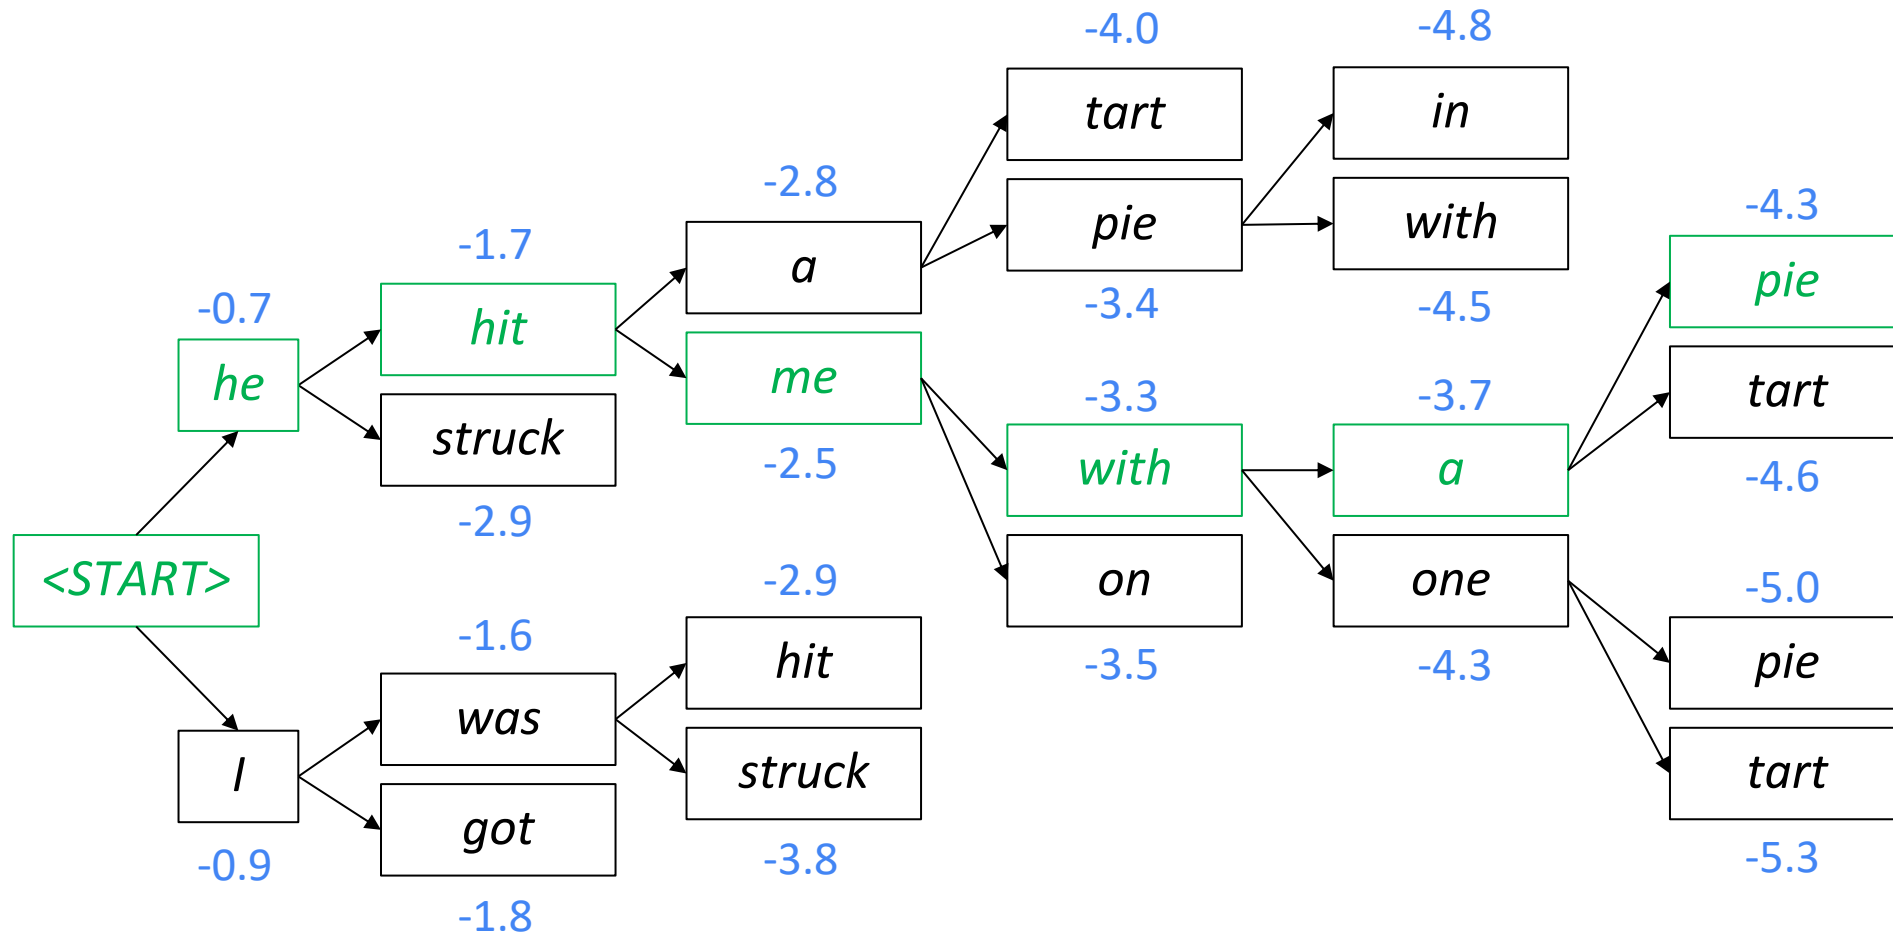 -4.0
-4.8
tart
in
-2.8
-4.3
pie
with
-1.7
a
pie
-0.7
-3.4
-4.5
hit
he
me
-3.3
-3.7
tart
struck
-2.5
with
a
-4.6
-2.9
<START>
-2.9
on
one
-5.0
-1.6
hit
-3.5
-4.3
pie
was
I
struck
tart
got
-0.9
-3.8
-5.3
-1.8